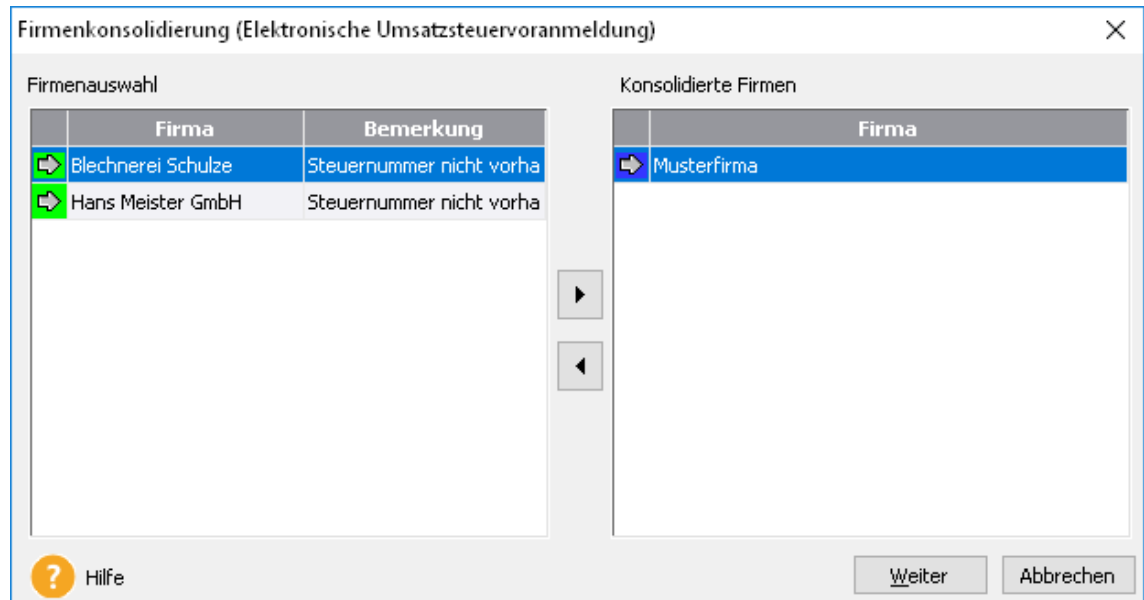 Firmenkonsolidierung (Elektronische Umsatzsteuervoranmeldung)
Firmenauswahl
Firma Bemerkung
Blechnerei Schulze Steuernummer nicht vorha
Hans Meister GmbH Steuernummer nicht vorha
Konsolidierte Firmen
Firma
Musterfirma
? Hilfe
Weiter Abbrechen